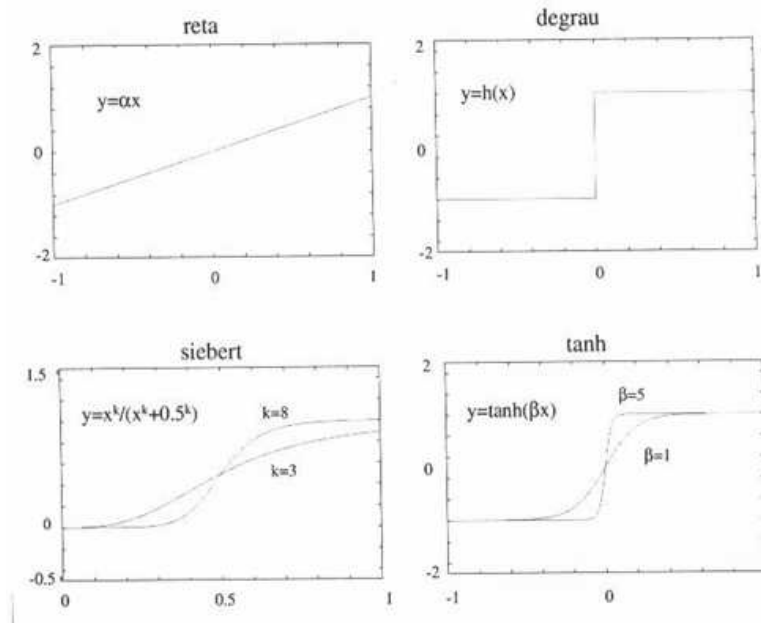 reta
2
y=αx
0
-2
-1 0 1
degrau
2
y=h(x)
0
-2
-1 0 1
siebert
1.5
y=x^k/(x^k+0.5^k)
k=8
k=3
0
-0.5
0 0.5 1
tanh
2
y=tanh(βx)
β=5
β=1
0
-2
-1 0 1